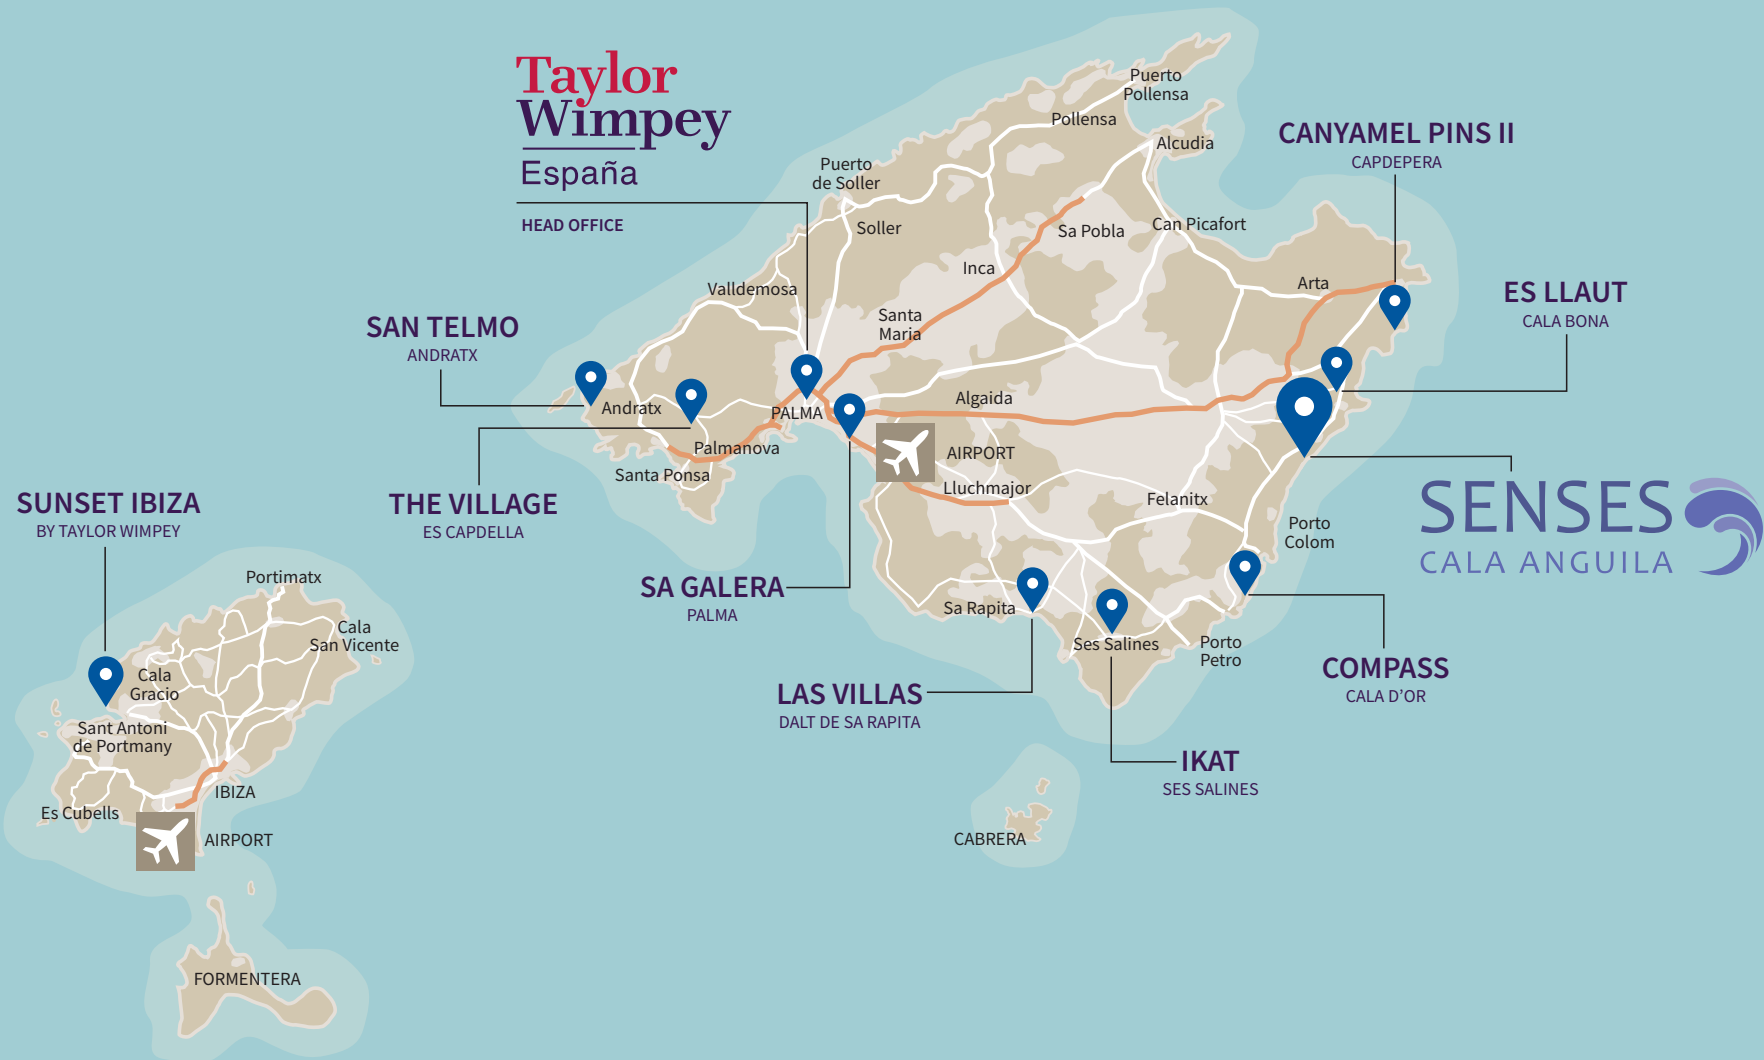 Taylor
Wimpey
España
HEAD OFFICE
Puerto
Pollensa
Pollensa
Alcudia
CANYAMEL PINS II
CAPDEPERA
Puerto
de Soller
Soller
Sa Pobla
Can Picafort
Inca
Arta
Valldemosa
ES LLAUT
CALA BONA
Santa
Maria
SAN TELMO
ANDRATX
Andratx
PALMA
Algaida
Palmanova
AIRPORT
Santa Ponsa
Lluchmajor
Felanitx
SENSES
CALA ANGUILA
SUNSET IBIZA
BY TAYLOR WIMPEY
THE VILLAGE
ES CAPDELLA
Porto
Colom
SA GALERA
PALMA
Sa Rapita
Ses Salines
Porto
Petro
COMPASS
CALA D’OR
LAS VILLAS
DALT DE SA RAPITA
IKAT
SES SALINES
CABRERA
Portimatx
Cala
San Vicente
Cala
Gracio
Sant Antoni
de Portmany
IBIZA
Es Cubells
AIRPORT
FORMENTERA